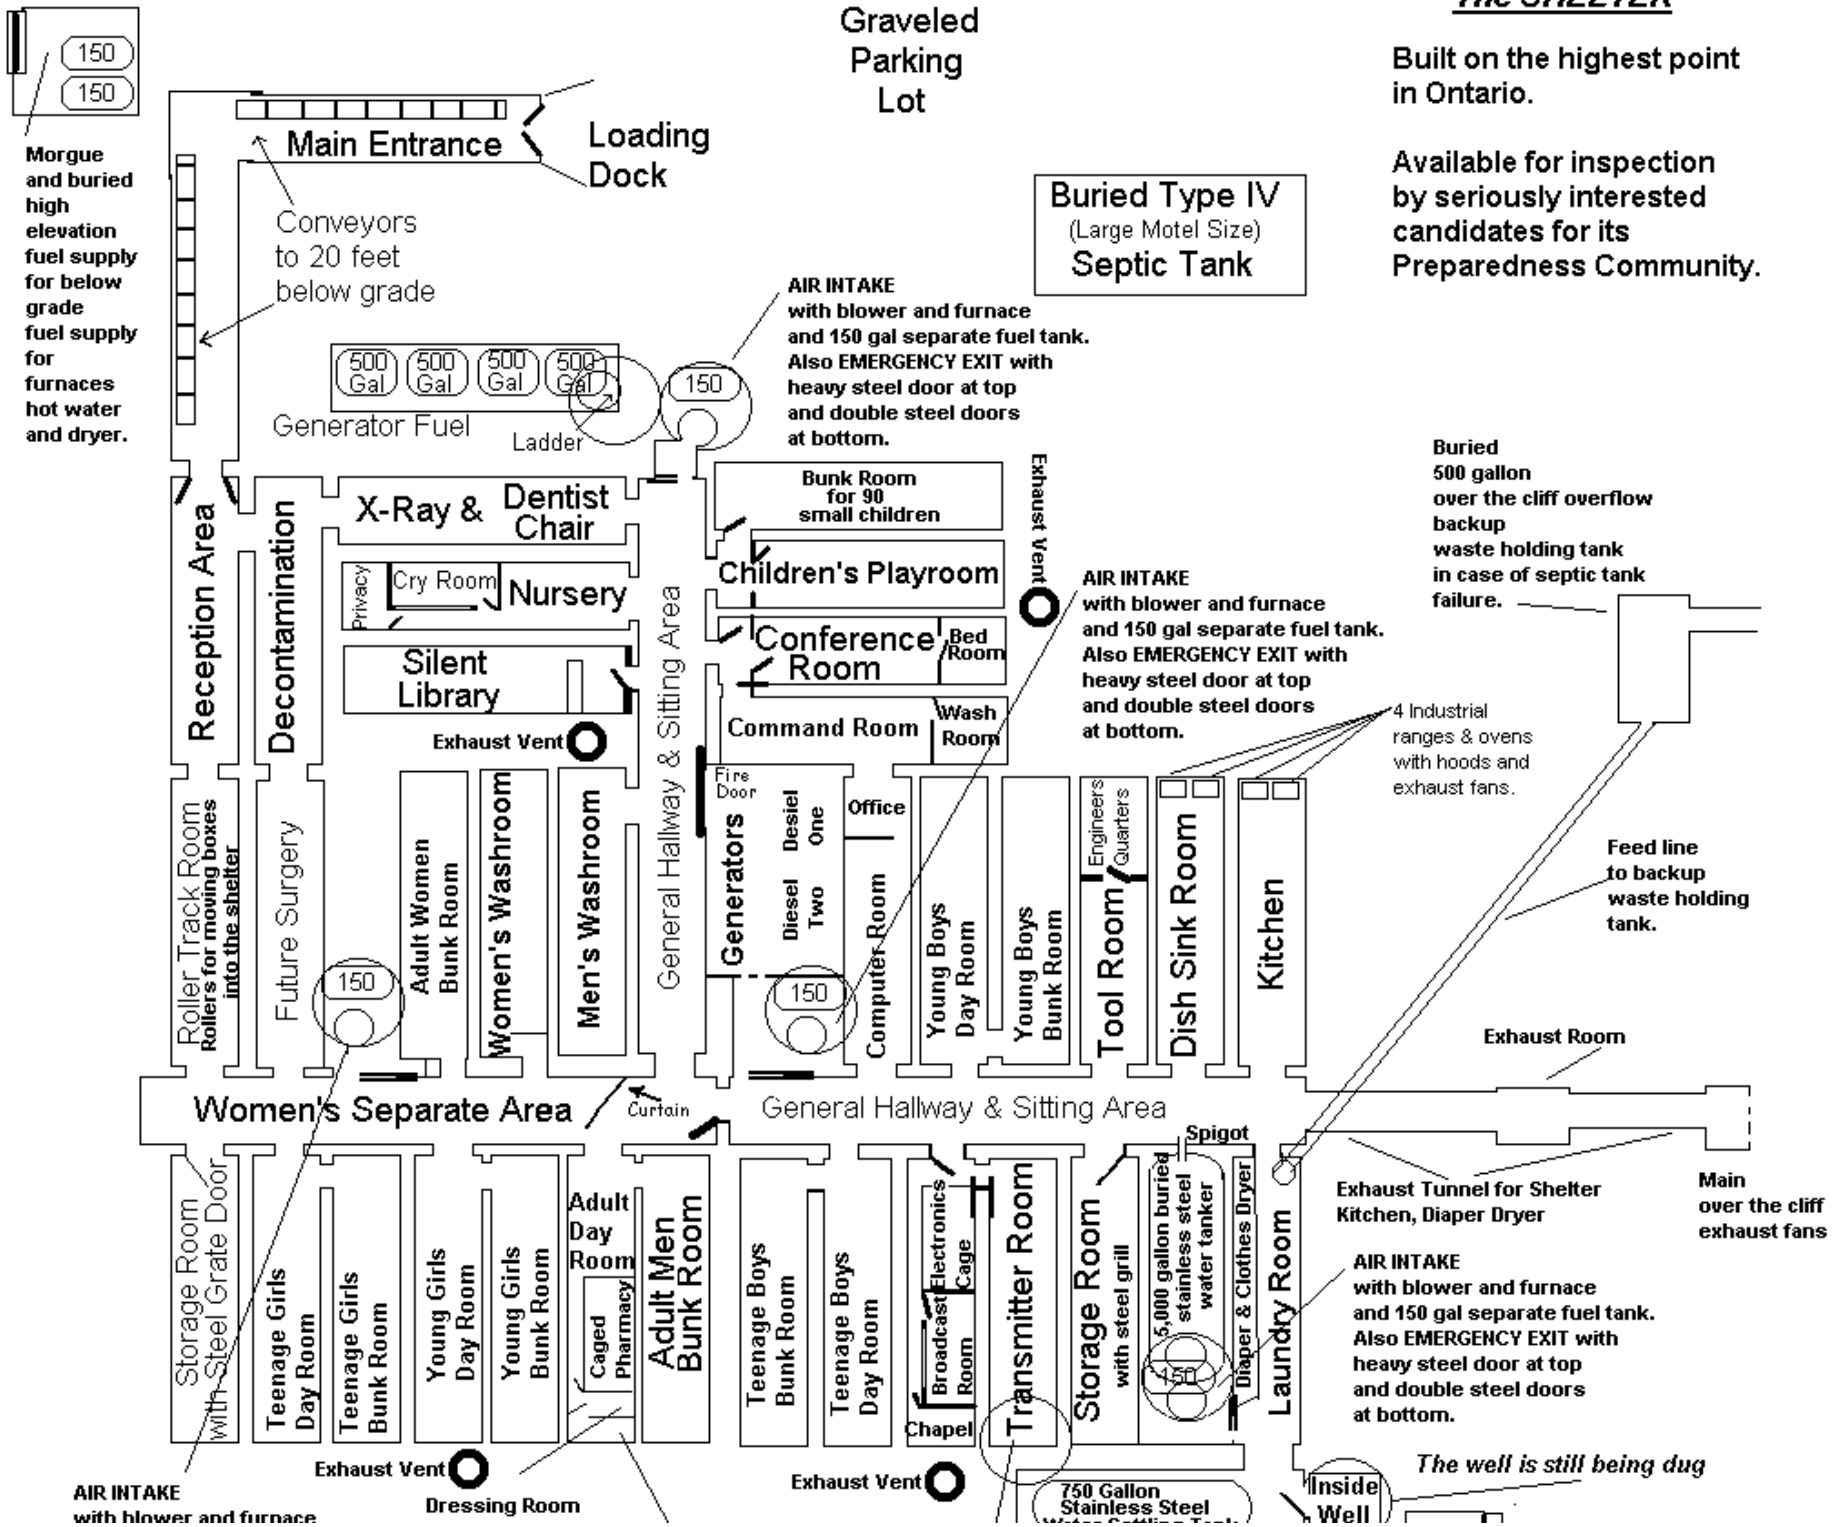 The SHELTER
Built on the highest point
in Ontario.
Available for inspection
by seriously interested
candidates for its
Preparedness Community.
Graveled
Parking
Lot
150
150
Morgue
and buried
high
elevation
fuel supply
for below
grade
fuel supply
for
furnaces
hot water
and dryer.
Main Entrance
Loading
Dock
Conveyors
to 20 feet
below grade
Buried Type IV
(Large Motel Size)
Septic Tank
AIR INTAKE
with blower and furnace
and 150 gal separate fuel tank.
Also EMERGENCY EXIT with
heavy steel door at top
and double steel doors
at bottom.
500
Gal
500
Gal
500
Gal
500
Gal
150
Generator Fuel
Ladder
Reception Area
Decontamination
X-Ray & Dentist
Chair
Privacy
Cry Room
Nursery
Silent
Library
Exhaust Vent
General Hallway & Sitting Area
Bunk Room
for 90
small children
Children's Playroom
Conference
Room
Bed
Room
Command Room
Wash
Room
Exhaust Vent
AIR INTAKE
with blower and furnace
and 150 gal separate fuel tank.
Also EMERGENCY EXIT with
heavy steel door at top
and double steel doors
at bottom.
Buried
500 gallon
over the cliff overflow
backup
waste holding tank
in case of septic tank
failure.
4 Industrial
ranges & ovens
with hoods and
exhaust fans.
Feed line
to backup
waste holding
tank.
Roller Track Room
Rollers for moving boxes
into the shelter
Future Surgery
150
Adult Women
Bunk Room
Women's Washroom
Men's Washroom
General Hallway & Sitting Area
Fire
Door
Generators
Desiel
One
Diesel
Two
150
Office
Computer Room
Young Boys
Day Room
Young Boys
Bunk Room
Engineers
Quarters
Tool Room
Dish Sink Room
Kitchen
Exhaust Room
Women's Separate Area
Curtain
General Hallway & Sitting Area
Spigot
Exhaust Tunnel for Shelter
Kitchen, Diaper Dryer
Main
over the cliff
exhaust fans
Storage Room
with Steel Grate Door
Teenage Girls
Day Room
Teenage Girls
Bunk Room
Young Girls
Day Room
Young Girls
Bunk Room
Adult
Day
Room
Caged
Pharmacy
Adult Men
Bunk Room
Teenage Boys
Bunk Room
Teenage Boys
Day Room
Electronics
Cage
Broadcast
Room
Chapel
Transmitter Room
Storage Room
with steel grill
5,000 gallon buried
stainless steel
water tanker
150
Diaper & Clothes Dryer
Laundry Room
AIR INTAKE
with blower and furnace
and 150 gal separate fuel tank.
Also EMERGENCY EXIT with
heavy steel door at top
and double steel doors
at bottom.
Exhaust Vent
Dressing Room
Exhaust Vent
The well is still being dug
AIR INTAKE
with blower and furnace
750 Gallon
Stainless Steel
Water Settling Tank
Inside
Well